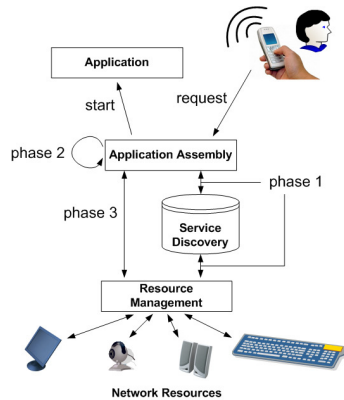 Application
start
request
phase 2
Application Assembly
phase 1
phase 3
Service
Discovery
Resource
Management
Network Resources